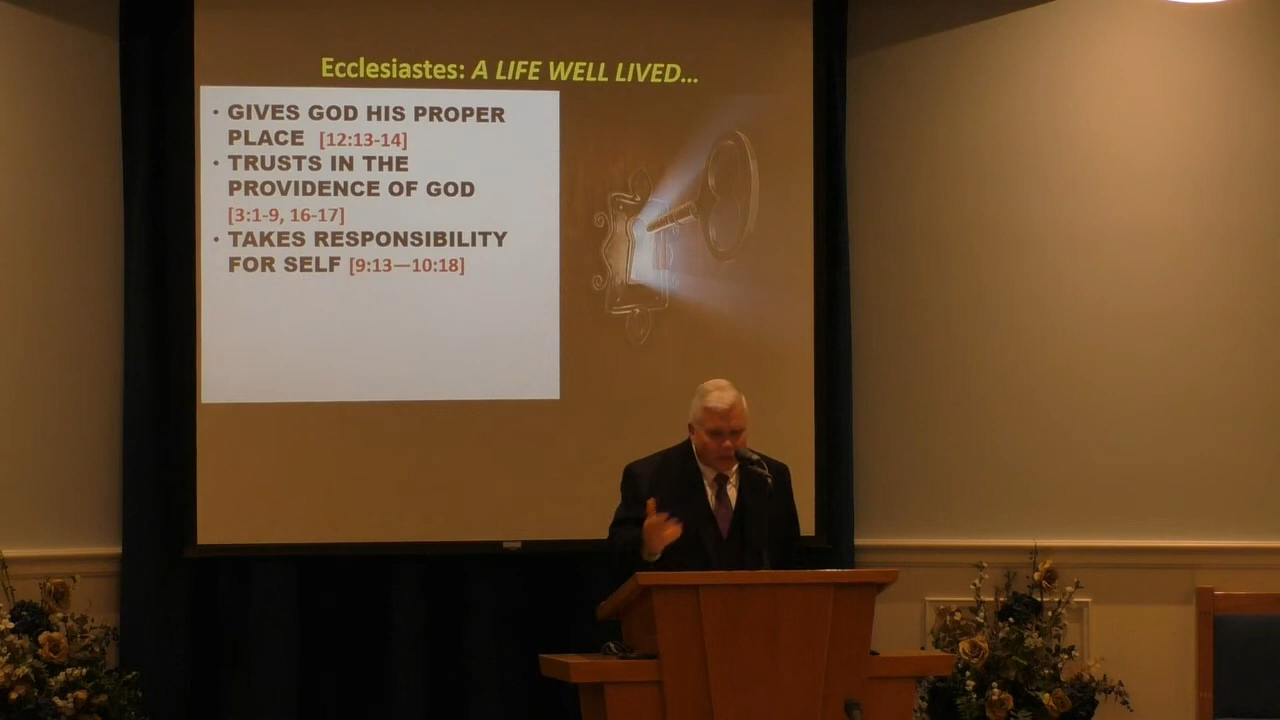 Ecclesiastes: A LIFE WELL LIVED...
• GIVES GOD HIS PROPER
PLACE [12:13-14]
• TRUSTS IN THE
PROVIDENCE OF GOD
[3:1-9, 16-17]
• TAKES RESPONSIBILITY
FOR SELF [9:13—10:18]